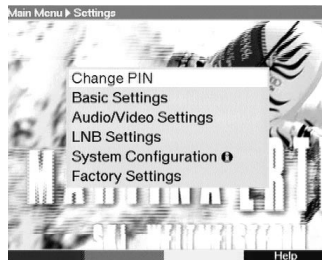 Main Menu ▶ Settings
Change PIN
Basic Settings
Audio/Video Settings
LNB Settings
System Configuration
Factory Settings
Help